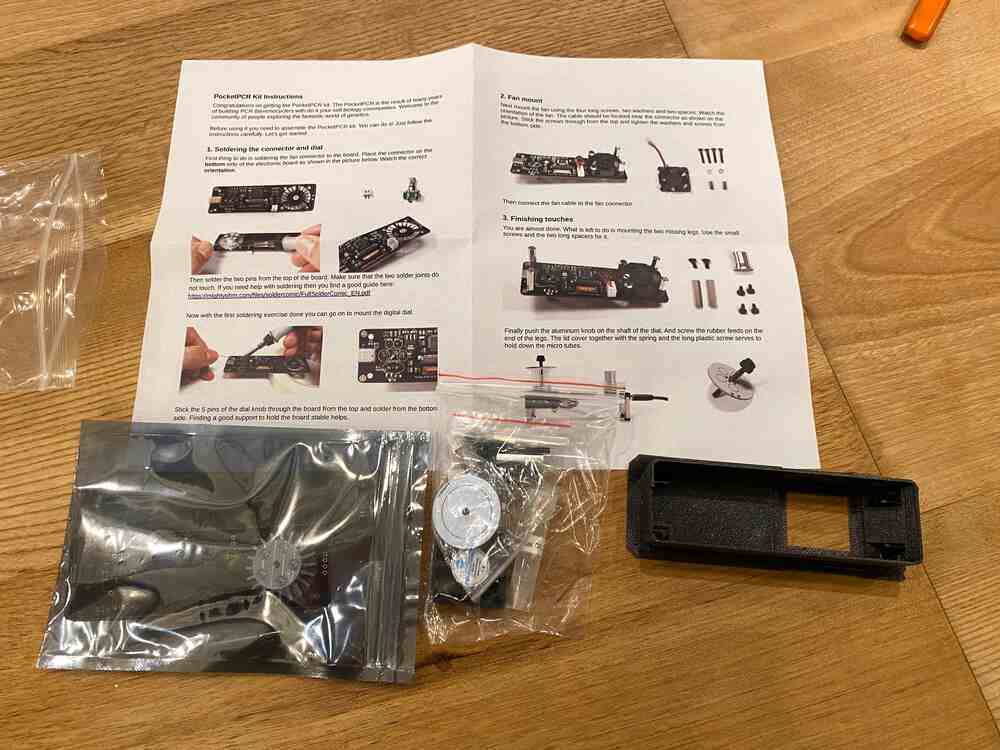 PocketPCR Kit Instructions
Congratulations on getting the PocketPCR kit. The PocketPCR is the result of many years
of building PCR themocyclers with do it your self biology communities. Welcome to the
community of people exploring the fantastic world of genetics.
Before using it you need to assemble the PocketPCR kit. You can do it! Just follow the
instructions carefully. Let's get started
1. Soldering the connector and dial
First thing to do is soldering the fan connector to the board. Place the connector on the
bottom side of the electronic board as shown in the picture below. Watch the correct
orientation.
Then solder the two pins from the top of the board. Make sure that the two solder joints do
not touch. If you need help with soldering then you find a good guide here:
https://mightyohm.com/files/soldercomic/FullSolderComic_EN.pdf
Now with the first soldering exercise done you can go on to mount the digital dial.
Stick the 5 pins of the dial knob through the board from the top and solder from the bottom
side. Finding a good support to hold the board stable helps.
2. Fan mount
Next mount the fan using the four long screws, two washers and two spacers. Watch the
orientation of the fan. The cable should be located near the connector as shown on the
picture. Stick the screws through from the top and tighten the washers and screws from
the bottom side.
Then connect the fan cable to the fan connector
3. Finishing touches
You are almost done. What is left to do is mounting the two missing legs. Use the small
screws and the two long spacers for it.
Finally push the aluminum knob on the shaft of the dial. And screw the rubber feeds on the
end of the legs. The lid cover together with the spring and the long plastic screw serves to
hold down the micro tubes.